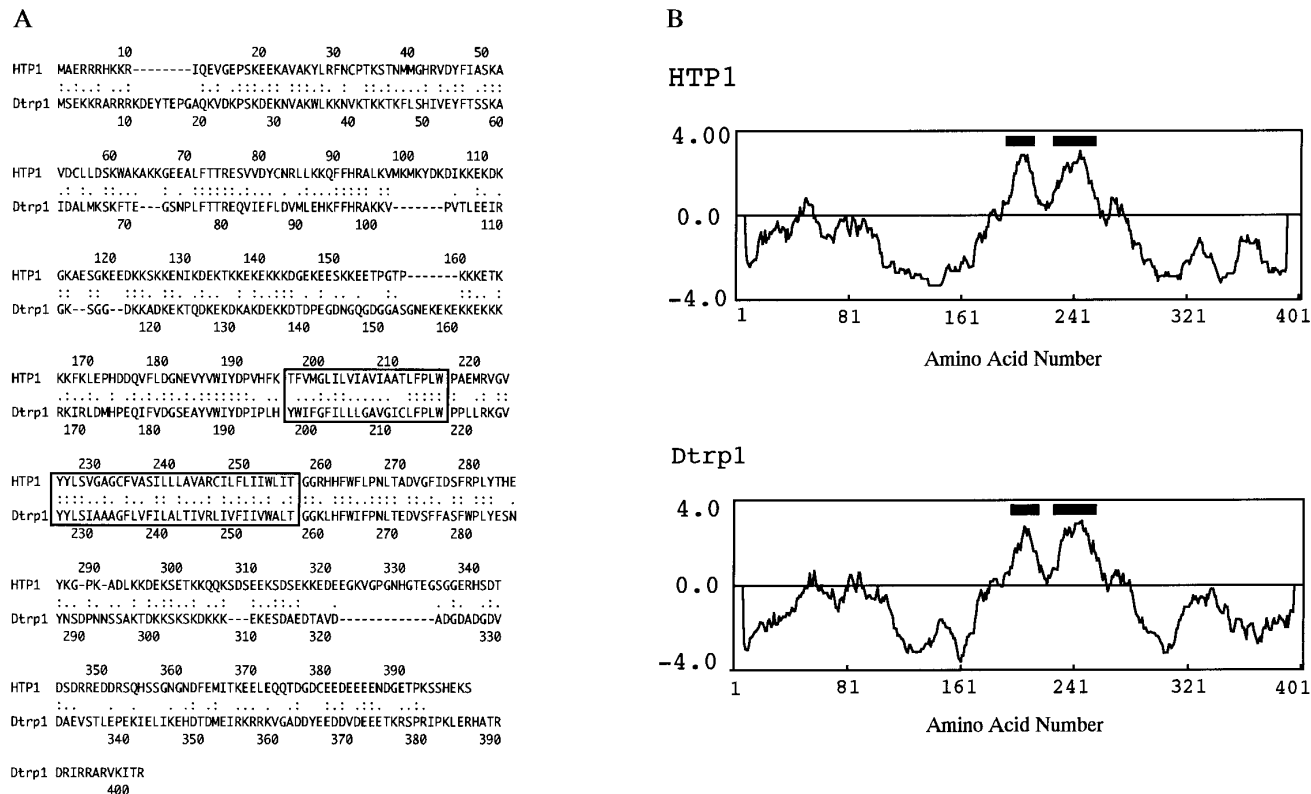 A
10 20 30 40 50
HTP1 MAERRRHKKR--------IQEVGEPSKEEKAVAKYLRFNCPTKSTNMMGHRVDYFIASKA
Dtrp1 MSEKKRARRRKDEYTEPGAQKVDKPSKDEKNVAKWLKKNVKTKKTKFLSHIVEYFTSSKA
10 20 30 40 50 60
60 70 80 90 100 110
HTP1 VDCLLDSKWAKAKKGEEALFTTRESVVDYCNRLLKKQFFHRALKVMKMKYDKDIKKEKDK
Dtrp1 IDALMKSKFTE---GSNPLFTTREQVIEFLDVMLEHKFFHRAKKV-------PVTLEEIR
70 80 90 100 110
120 130 140 150 160
HTP1 GKAESGKEEDKKSKKENIKDEKTKKEKEKKKDGEKEESKKEETPGTP-------KKKETK
Dtrp1 GK--SGG--DKKADKEKTQDKEKDKAKDEKKDTDPEGDNGQGDGGASGNEKEKEKKEKKK
120 130 140 150 160
170 180 190 200 210 220
HTP1 KKFKLEPHDDQVFLDGNEVYVWIYDPVHFK TFVMGLILVIAVIAATLFPLW PAEMRVGV
Dtrp1 RKIRLDMHPEQIFVDGSEAYVWIYDPIPLH YWIFGFILLLGAVGICLFPLW PPLLRKGV
170 180 190 200 210 220
230 240 250 260 270 280
HTP1 YYLSVGAGCFVASILLLAVARCILFLIIWLIT GGRHHFWFLPNLTADVGFIDSFRPLYTHE
Dtrp1 YYLSIAAAGFLVFILALTIVRLIVFIIVWALT GGKLHFWIFPNLTEDVSFFASFWPLYESN
230 240 250 260 270 280
290 300 310 320 330 340
HTP1 YKG-PK-ADLKKDEKSETKKQQKSDSEEKSDSEKKEDEEGKVGPGNHGTEGSGGERHSDT
Dtrp1 YNSDPNNSSAKTDKKSKSKDKKK---EKESDAEDTAVD-------------ADGDADGDV
290 300 310 320 330
350 360 370 380 390
HTP1 DSDRREDDRSQHSSGNGNDFEMITKEELEQQTDGDCEEDEEEENDGETPKSSHEKS
Dtrp1 DAEVSTLEPEKIELIKEHDTDMEIRKRRKVGADDYEEDDVDEEETKRSPRIPKLERHATR
340 350 360 370 380 390
Dtrp1 DRIRRARVKITR
400
B
HTP1
4.00
0.0
-4.0
1 81 161 241 321 401
Amino Acid Number
Dtrp1
4.0
0.0
-4.0
1 81 161 241 321 401
Amino Acid Number